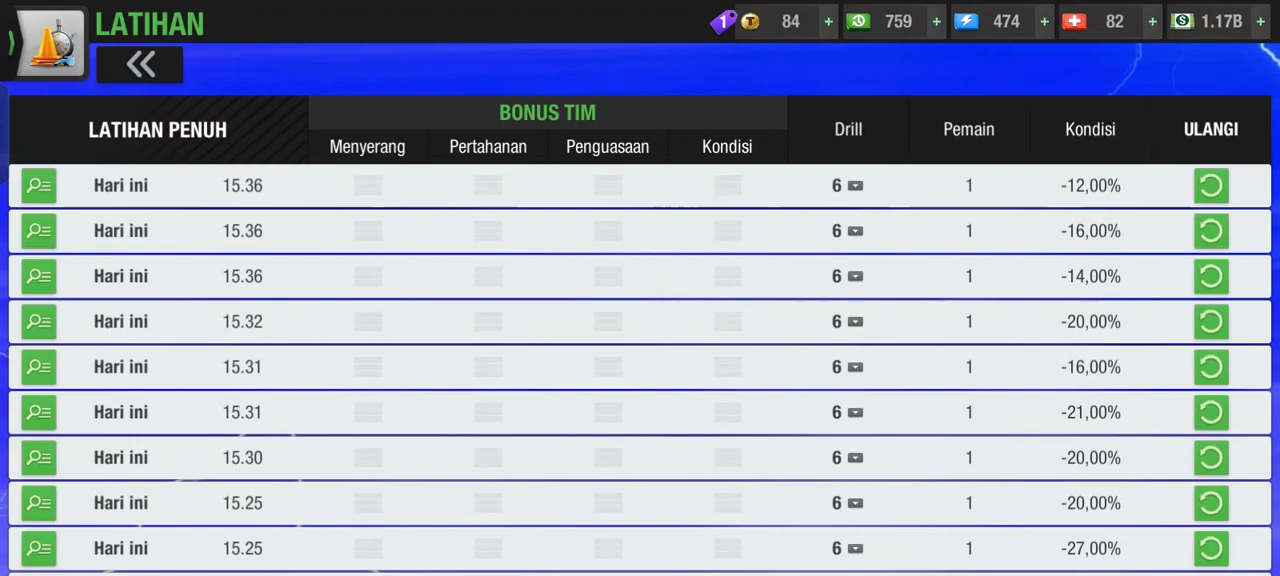 LATIHAN
1 T 84 + 759 + 474 + 82 + $ 1.17B +
LATIHAN PENUH BONUS TIM Drill Pemain Kondisi ULANGI
Menyerang Pertahanan Penguasaan Kondisi
Hari ini 15.36 6 1 -12,00%
Hari ini 15.36 6 1 -16,00%
Hari ini 15.36 6 1 -14,00%
Hari ini 15.32 6 1 -20,00%
Hari ini 15.31 6 1 -16,00%
Hari ini 15.31 6 1 -21,00%
Hari ini 15.30 6 1 -20,00%
Hari ini 15.25 6 1 -20,00%
Hari ini 15.25 6 1 -27,00%